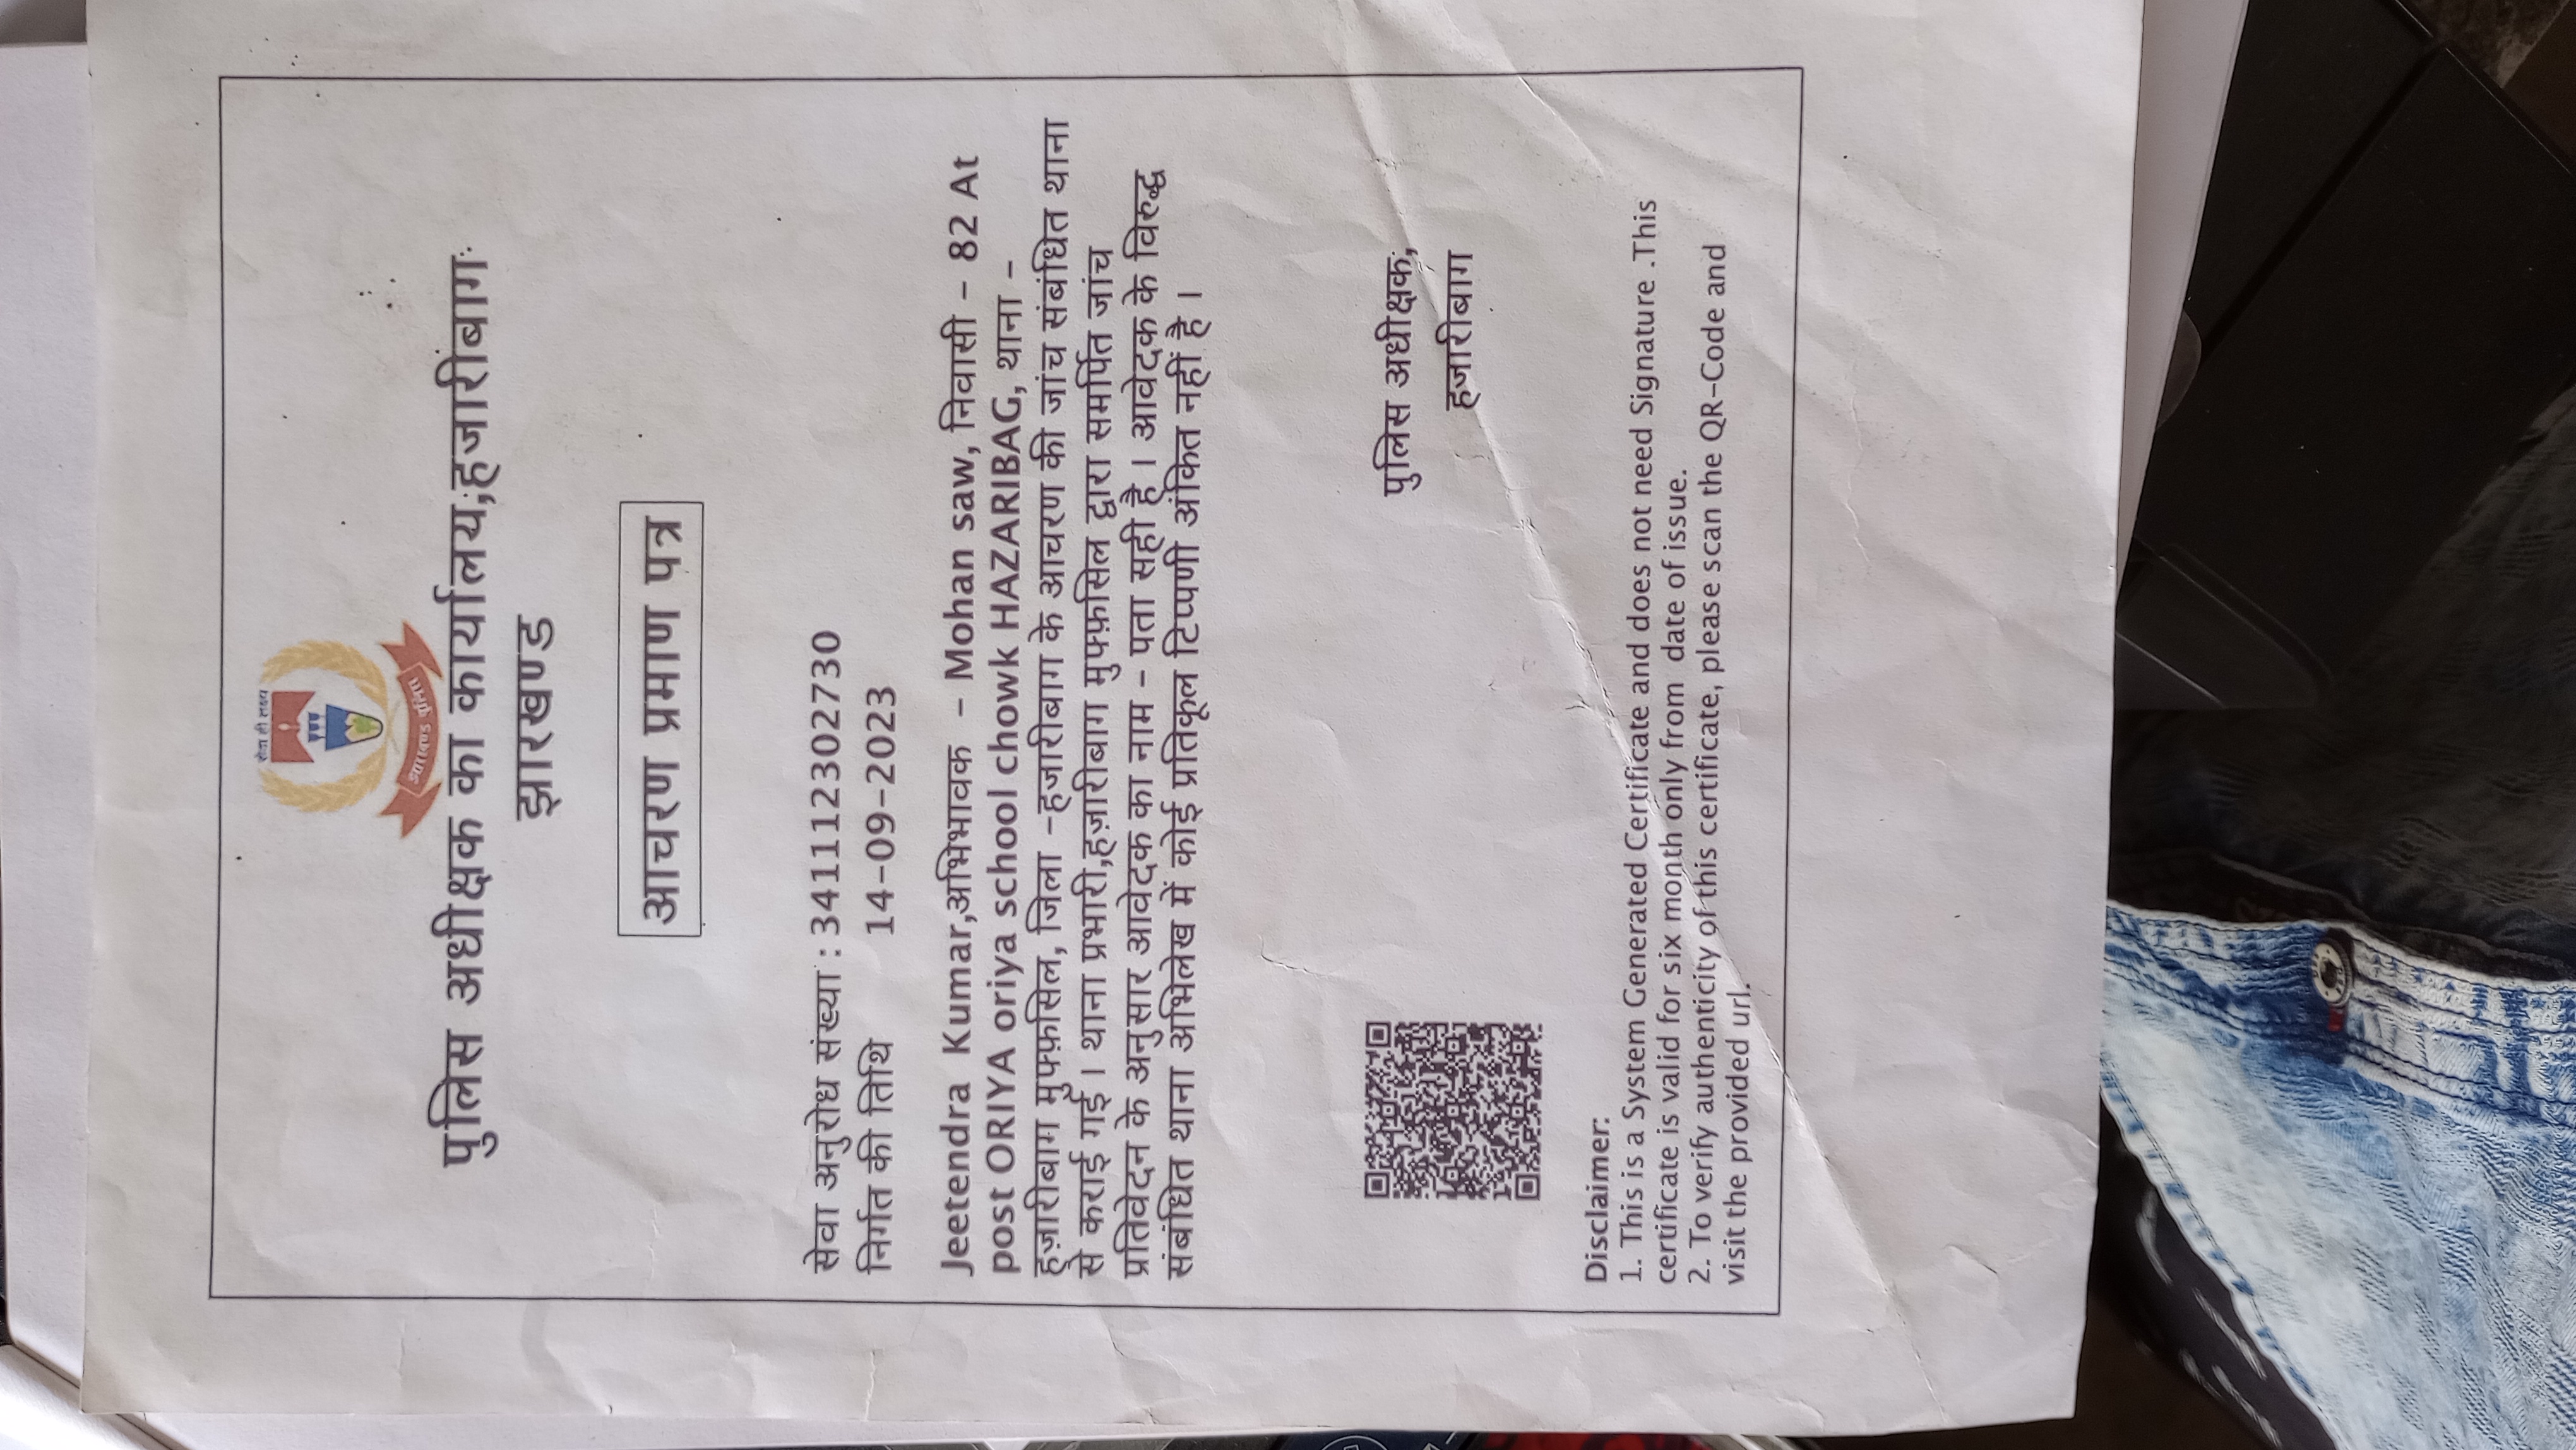 सेवा ही लक्ष्य
झारखण्ड पुलिस
पुलिस अधीक्षक का कार्यालय,हजारीबाग
झारखण्ड
आचरण प्रमाण पत्र
सेवा अनुरोध संख्या : 341112302730
निर्गत की तिथि 14-09-2023
Jeetendra Kumar,अभिभावक - Mohan saw, निवासी - 82 At
post ORIYA oriya school chowk HAZARIBAG, थाना -
हज़ारीबाग मुफ्फ़सिल, जिला -हजारीबाग के आचरण की जांच संबंधित थाना
से कराई गई । थाना प्रभारी,हज़ारीबाग मुफ्फ़सिल द्वारा समर्पित जांच
प्रतिवेदन के अनुसार आवेदक का नाम - पता सही है । आवेदक के विरुद्ध
संबंधित थाना अभिलेख में कोई प्रतिकूल टिप्पणी अंकित नहीं है ।
पुलिस अधीक्षक,
हजारीबाग
Disclaimer:
1. This is a System Generated Certificate and does not need Signature .This
certificate is valid for six month only from date of issue.
2. To verify authenticity of this certificate, please scan the QR-Code and
visit the provided url.